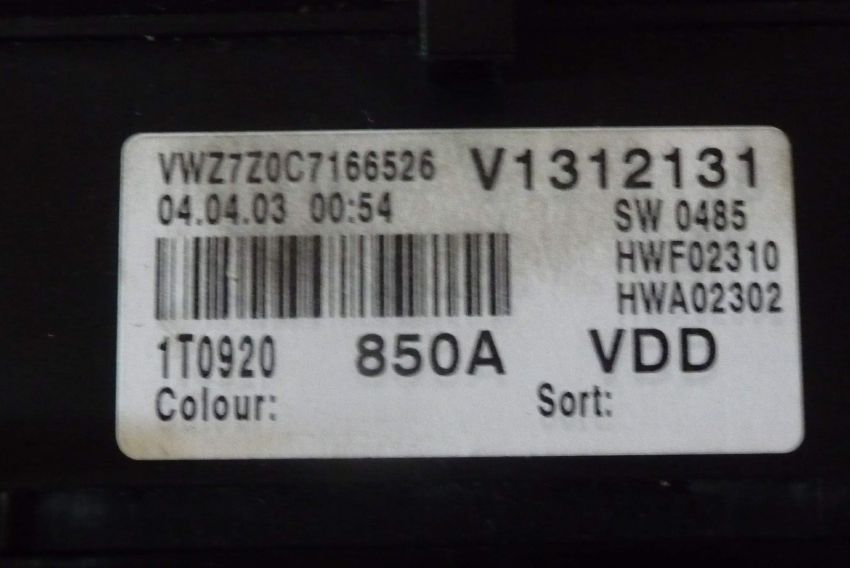 VWZ7Z0C7166526 V1312131
04.04.03 00:54 SW 0485
HWF02310
HWA02302
1T0920 850A VDD
Colour: Sort: